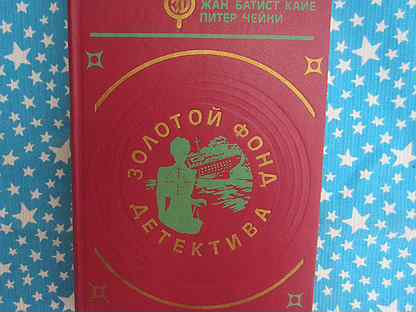 ЖАН БАТИСТ КАЙЕ
ПИТЕР ЧЕЙНИ
ЗОЛОТОЙ ФОНД
ДЕТЕКТИВА